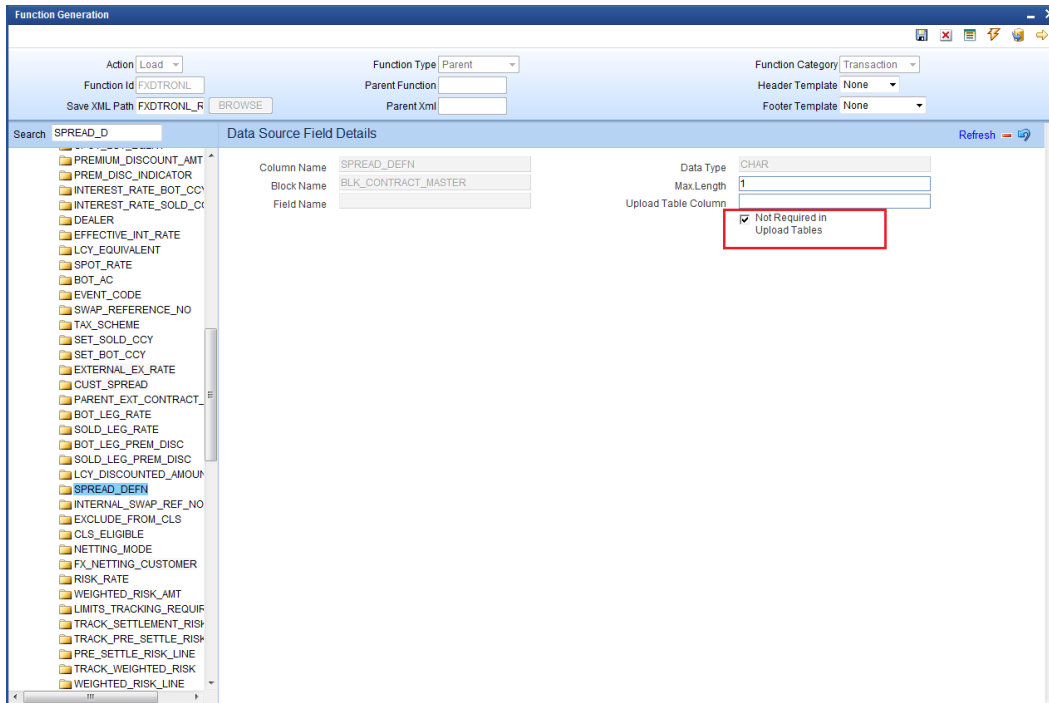 Function Generation
Action Load
Function Type Parent
Function Category Transaction
Function Id FXDTRONL
Parent Function
Header Template None
Save XML Path FXDTRONL_R BROWSE
Parent Xml
Footer Template None
Search SPREAD_D
Data Source Field Details
Refresh
PREMIUM_DISCOUNT_AMT
PREM_DISC_INDICATOR
INTEREST_RATE_BOT_CCY
INTEREST_RATE_SOLD_CC
DEALER
EFFECTIVE_INT_RATE
LCY_EQUIVALENT
SPOT_RATE
BOT_AC
EVENT_CODE
SWAP_REFERENCE_NO
TAX_SCHEME
SET_SOLD_CCY
SET_BOT_CCY
EXTERNAL_EX_RATE
CUST_SPREAD
PARENT_EXT_CONTRACT_
BOT_LEG_RATE
SOLD_LEG_RATE
BOT_LEG_PREM_DISC
SOLD_LEG_PREM_DISC
LCY_DISCOUNTED_AMOUN
SPREAD_DEFN
INTERNAL_SWAP_REF_NO
EXCLUDE_FROM_CLS
CLS_ELIGIBLE
NETTING_MODE
FX_NETTING_CUSTOMER
RISK_RATE
WEIGHTED_RISK_AMT
LIMITS_TRACKING_REQUIR
TRACK_SETTLEMENT_RISK
TRACK_PRE_SETTLE_RISK
PRE_SETTLE_RISK_LINE
TRACK_WEIGHTED_RISK
WEIGHTED_RISK_LINE
Column Name SPREAD_DEFN
Data Type CHAR
Block Name BLK_CONTRACT_MASTER
Max.Length 1
Field Name
Upload Table Column
Not Required in
Upload Tables